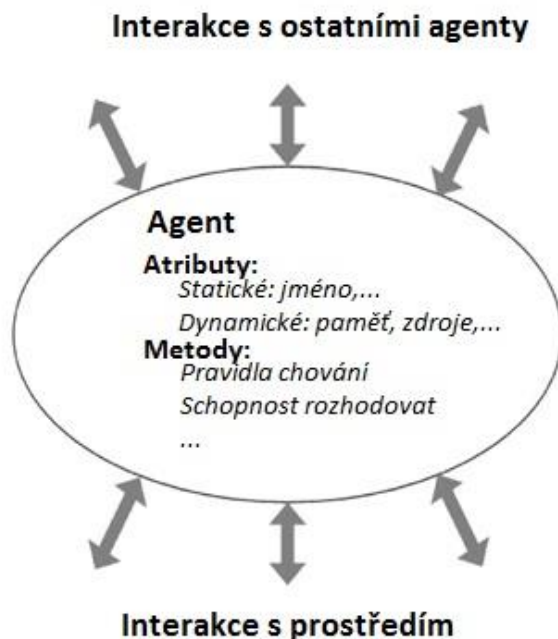 Interakce s ostatními agenty
Agent
Atributy:
Statické: jméno,...
Dynamické: paměť, zdroje,...
Metody:
Pravidla chování
Schopnost rozhodovat
...
Interakce s prostředím